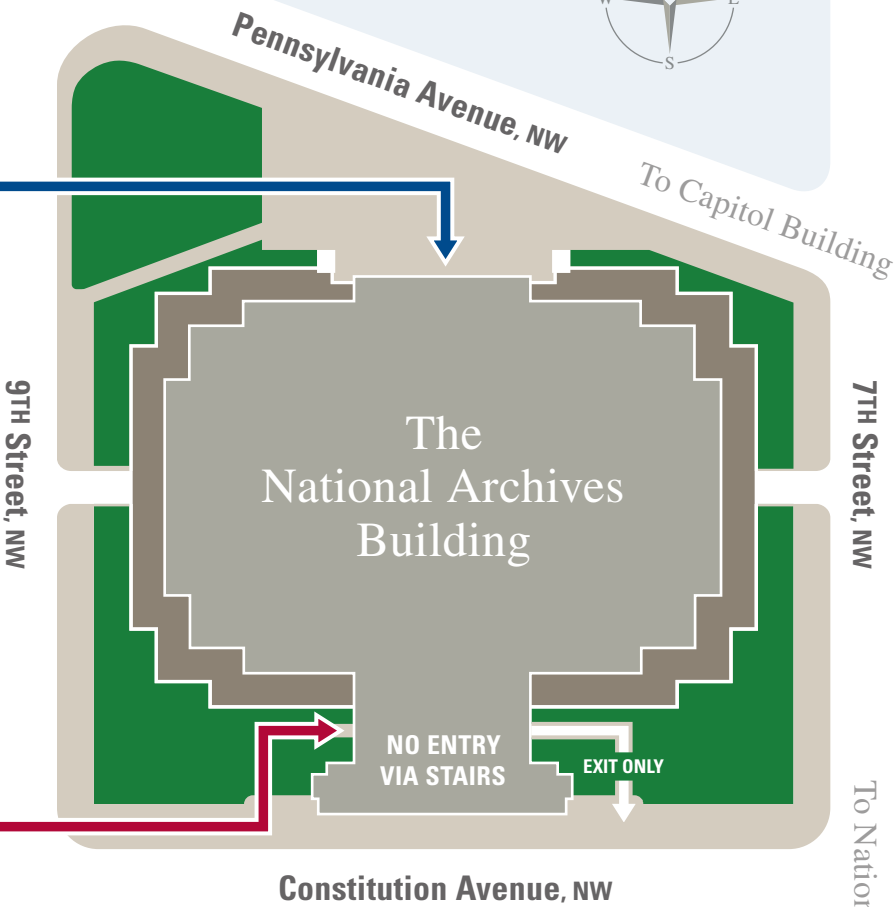 W
E
S
Pennsylvania Avenue, NW
To Capitol Building
9TH Street, NW
7TH Street, NW
The
National Archives
Building
NO ENTRY
VIA STAIRS
EXIT ONLY
To
Constitution Avenue, NW